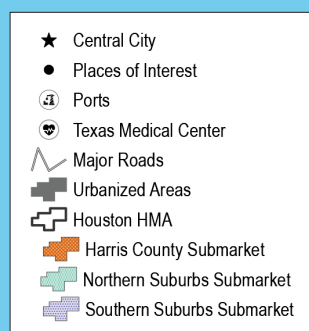 Central City
Places of Interest
Ports
Texas Medical Center
Major Roads
Urbanized Areas
Houston HMA
Harris County Submarket
Northern Suburbs Submarket
Southern Suburbs Submarket